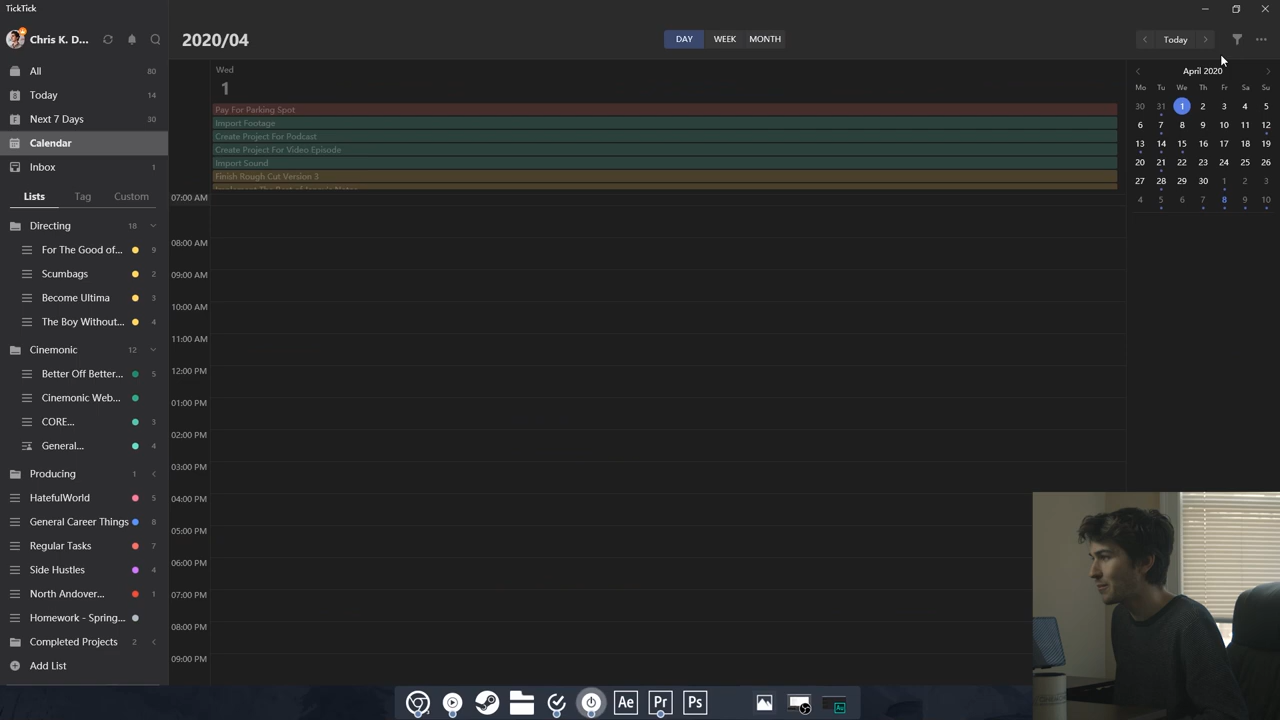 TickTick
Chris K. D...
2020/04
DAY
WEEK
MONTH
Today
All 80
Today 14
Next 7 Days 30
Calendar
Inbox 1
Lists
Tag
Custom
Directing 18
For The Good of... 9
Scumbags 2
Become Ultima 3
The Boy Without... 4
Cinemonic 12
Better Off Better... 5
Cinemonic Web...
CORE... 3
General... 4
Producing 1
HatefulWorld 5
General Career Things 8
Regular Tasks 7
Side Hustles 4
North Andover... 1
Homework - Spring...
Completed Projects 2
Add List
Wed
1
Pay For Parking Spot
Import Footage
Create Project For Podcast
Create Project For Video Episode
Import Sound
Finish Rough Cut Version 3
07:00 AM
08:00 AM
09:00 AM
10:00 AM
11:00 AM
12:00 PM
01:00 PM
02:00 PM
03:00 PM
04:00 PM
05:00 PM
06:00 PM
07:00 PM
08:00 PM
09:00 PM
April 2020
Mo Tu We Th Fr Sa Su
30 31 1 2 3 4 5
6 7 8 9 10 11 12
13 14 15 16 17 18 19
20 21 22 23 24 25 26
27 28 29 30 1 2 3
4 5 6 7 8 9 10
Ae
Pr
Ps